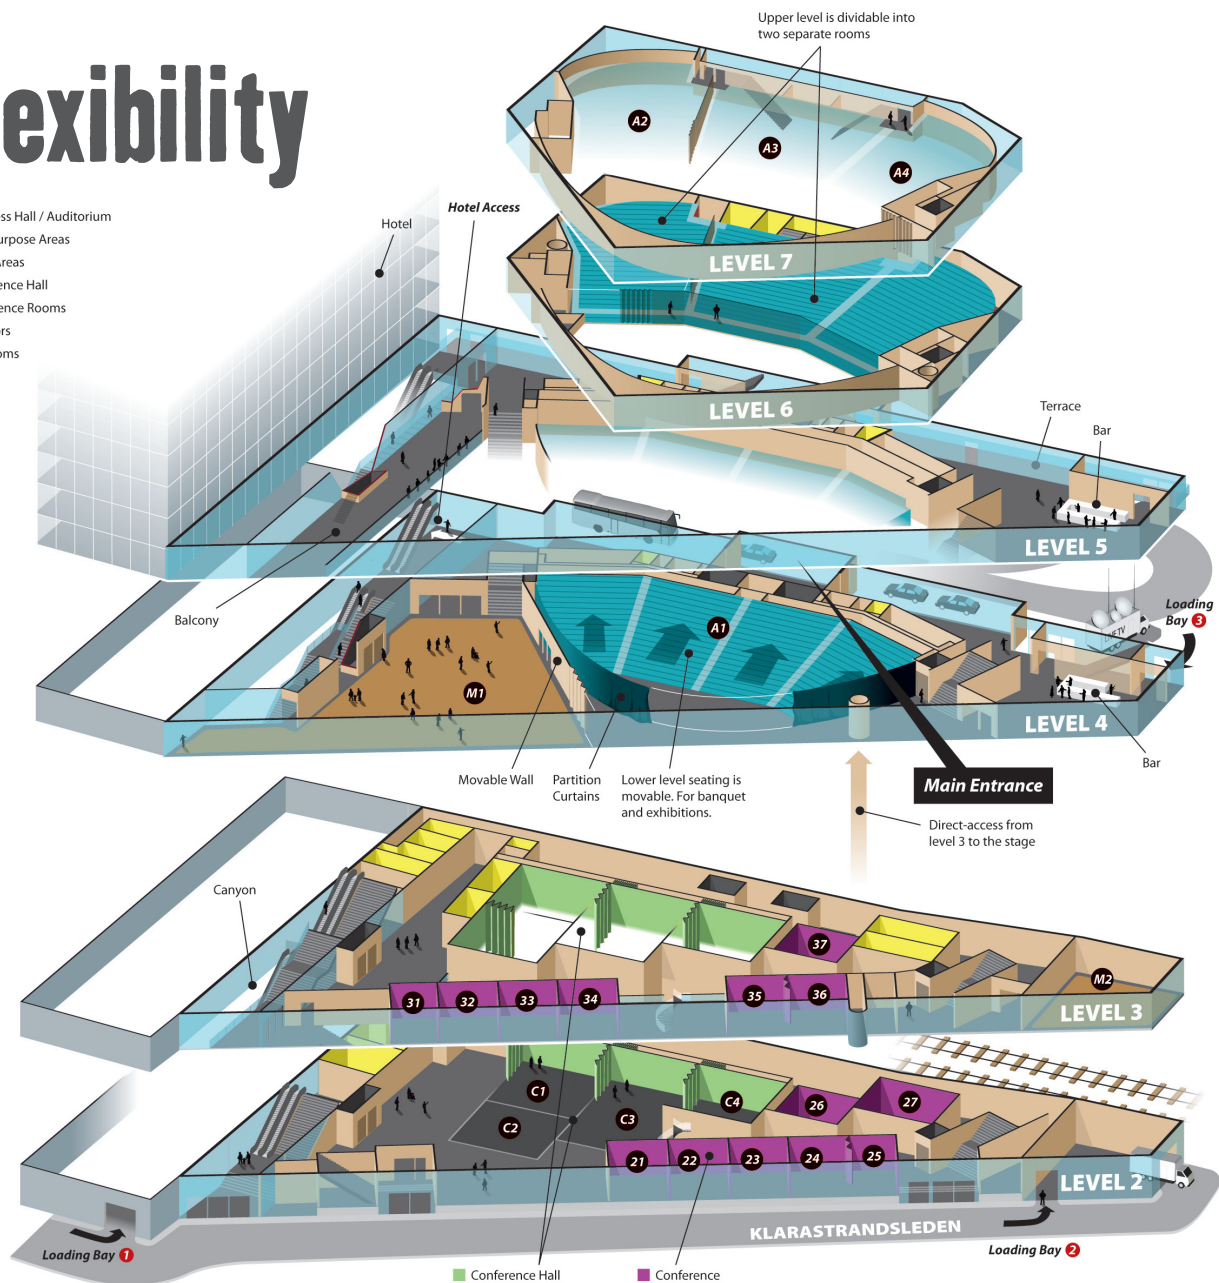 exibility
ess Hall / Auditorium
urpose Areas
Areas
ence Hall
ence Rooms
ors
oms
Upper level is dividable into
two separate rooms
Hotel
Hotel Access
A2
A3
A4
LEVEL 7
LEVEL 6
Terrace
Bar
LEVEL 5
Balcony
A1
M1
LIVE TV
Loading
Bay 3
LEVEL 4
Movable Wall
Partition
Curtains
Lower level seating is
movable. For banquet
and exhibitions.
Main Entrance
Bar
Direct-access from
level 3 to the stage
Canyon
37
31
32
33
34
35
36
M2
LEVEL 3
C1
C2
C3
C4
26
27
21
22
23
24
25
LEVEL 2
KLARASTRANDSLEDEN
Loading Bay 1
Loading Bay 2
Conference Hall
Conference